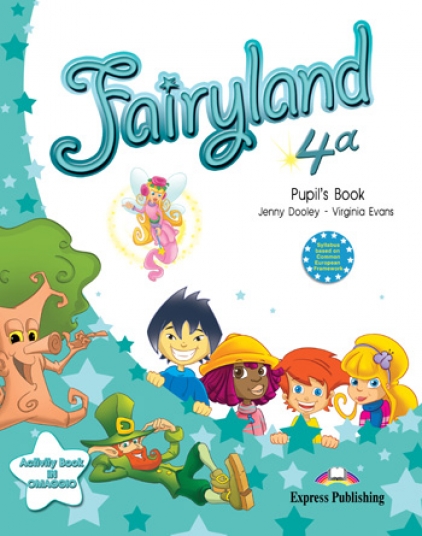 Fairyland
4a
Pupil's Book
Jenny Dooley - Virginia Evans
Syllabus
based on
Common
European
Framework
Activity Book
IN
OMAGGIO
Express Publishing